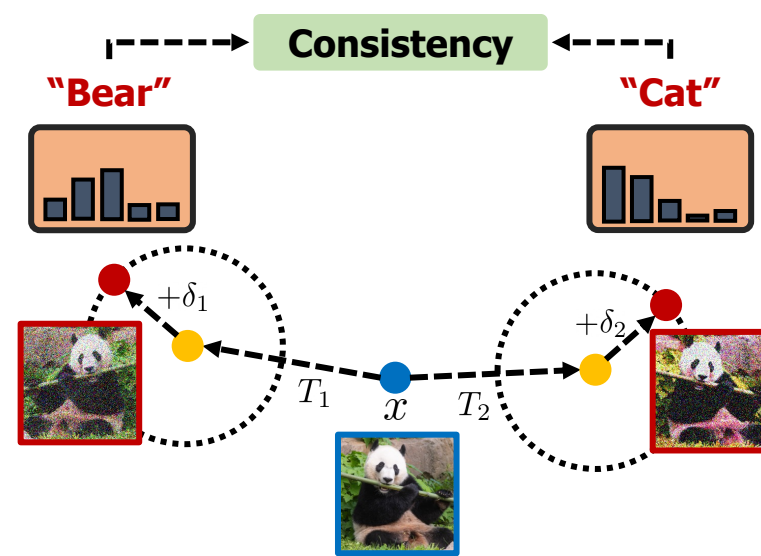 Consistency
“Bear”
“Cat”
+δ₁
+δ₂
T₁
x
T₂